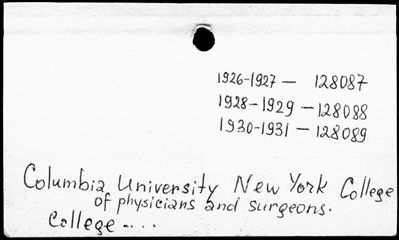 1926-1927 — 128087
1928-1929 - 128088
1930-1931 - 128089
Columbia University New York College
of physicians and surgeons.
College ....